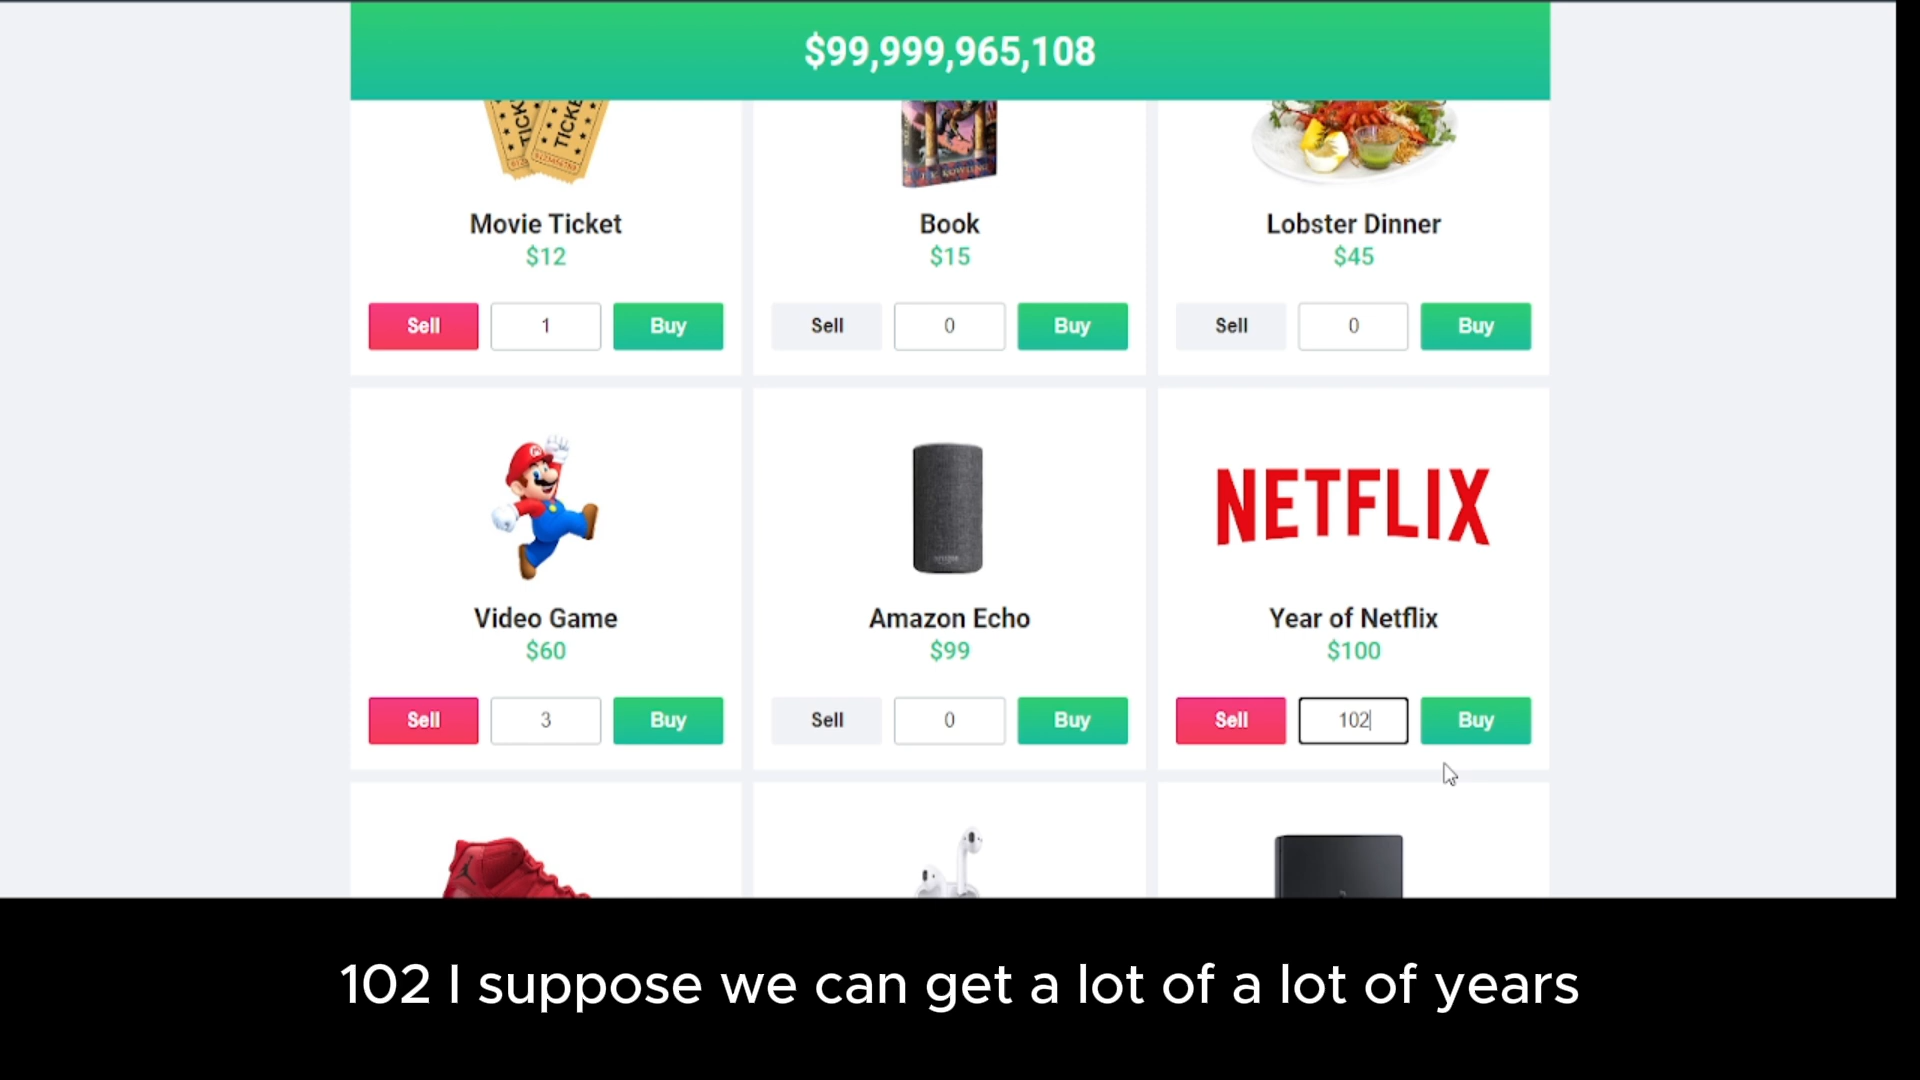 $99,999,965,108
TICKET
J.K. ROWLING
Movie Ticket
$12
Sell
1
Buy
Book
$15
Sell
0
Buy
Lobster Dinner
$45
Sell
0
Buy
NETFLIX
Video Game
$60
Sell
3
Buy
Amazon Echo
$99
Sell
0
Buy
Year of Netflix
$100
Sell
102
Buy
102 I suppose we can get a lot of a lot of years